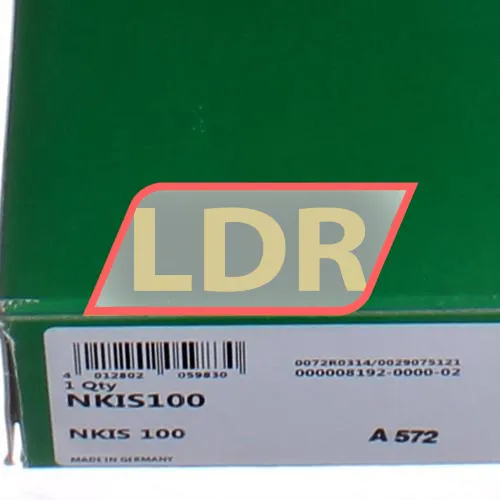 LDR
0072R0314/0029075121
000008192-0000-02
4 012802 059830
1 Qty
NKIS100
NKIS 100
A 572
MADE IN GERMANY